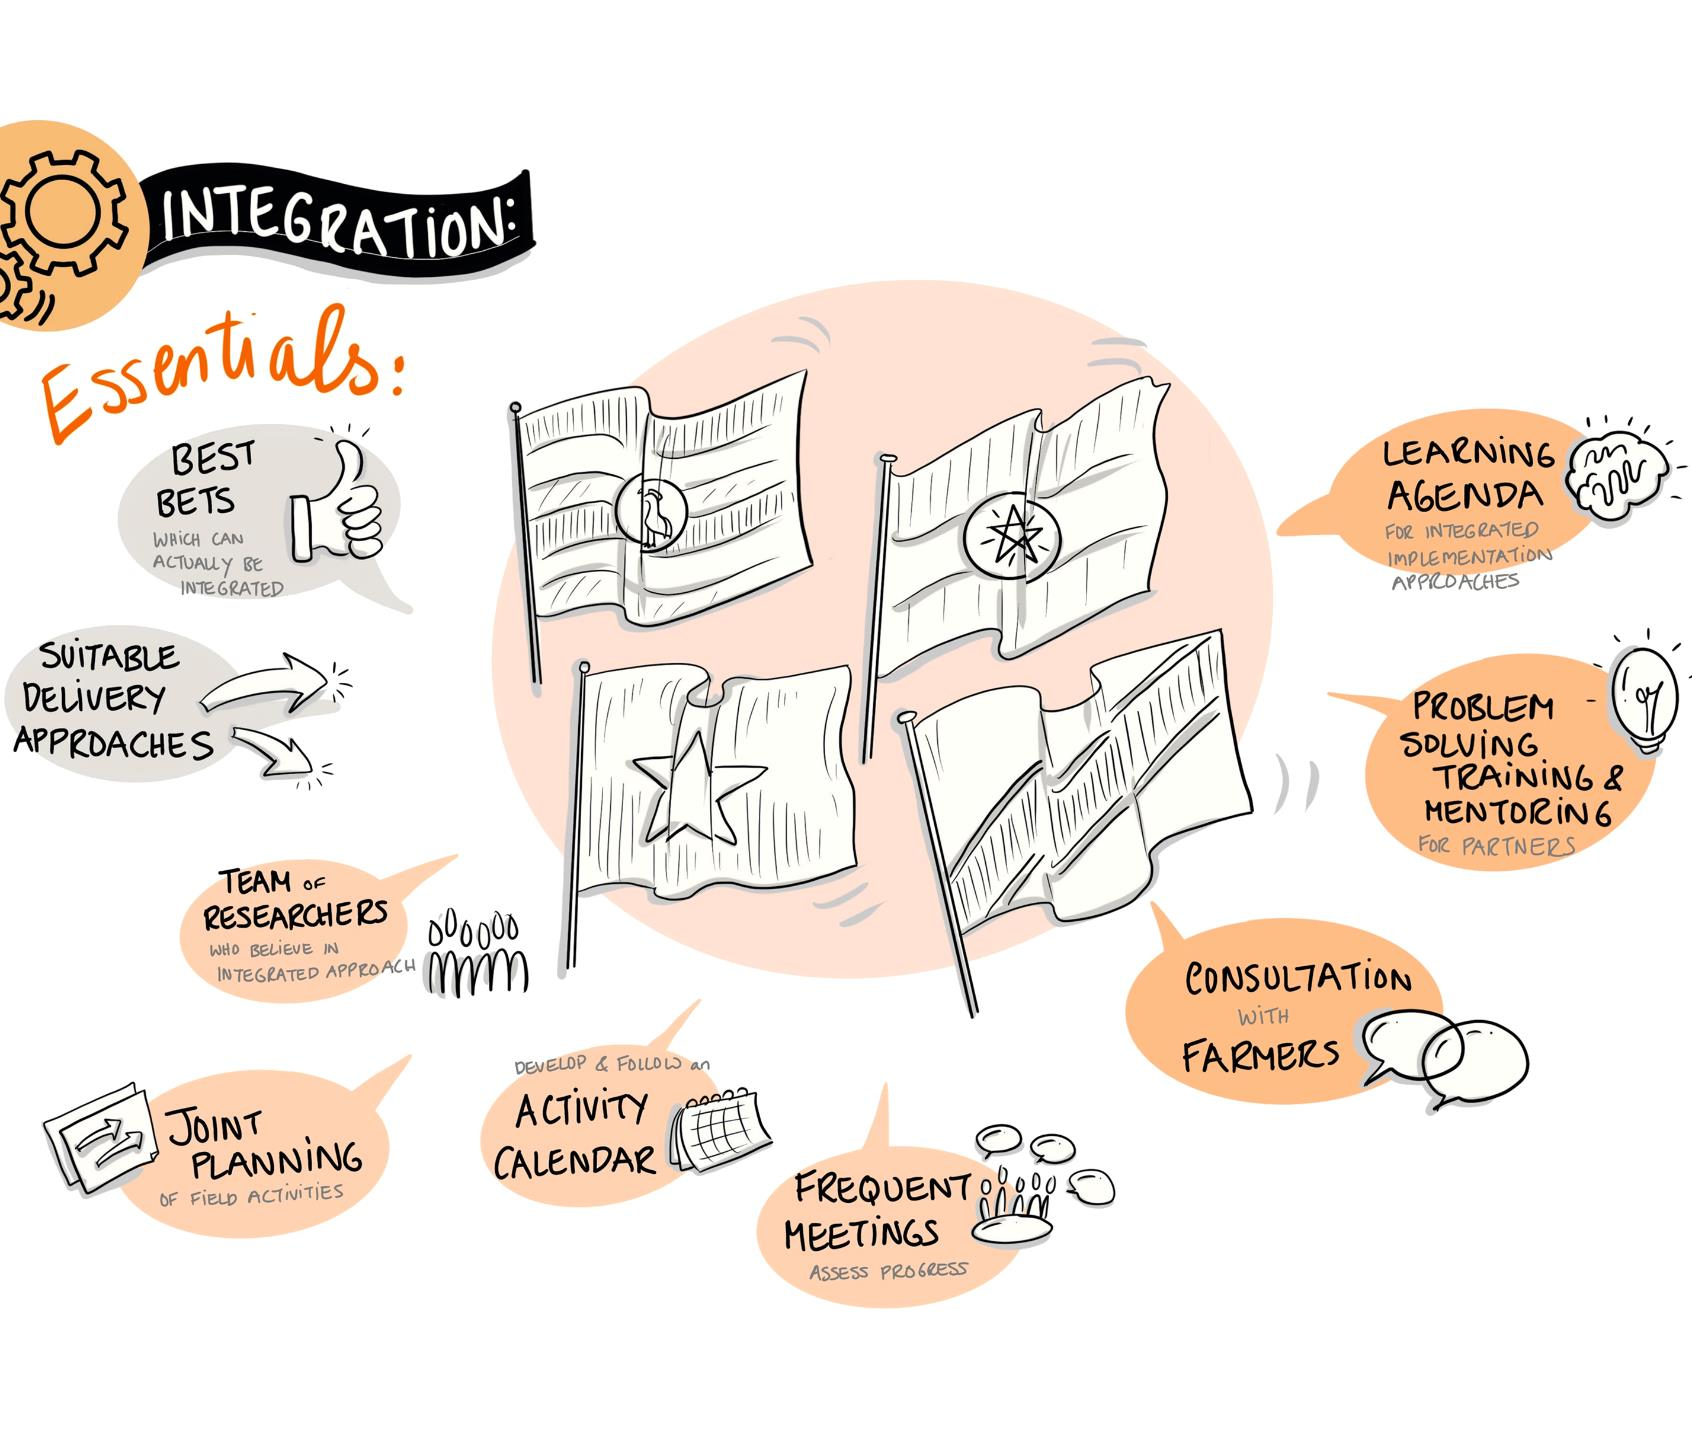 INTEGRATION:
Essentials:
BEST
BETS
WHICH CAN
ACTUALLY BE
INTEGRATED
SUITABLE
DELIVERY
APPROACHES
TEAM OF
RESEARCHERS
WHO BELIEVE IN
INTEGRATED APPROACH
JOINT
PLANNING
OF FIELD ACTIVITIES
DEVELOP & FOLLOW an
ACTIVITY
CALENDAR
FREQUENT
MEETINGS
ASSESS PROGRESS
CONSULTATION
WITH
FARMERS
PROBLEM
SOLVING
TRAINING &
MENTORING
FOR PARTNERS
LEARNING
AGENDA
FOR INTEGRATED
IMPLEMENTATION
APPROACHES